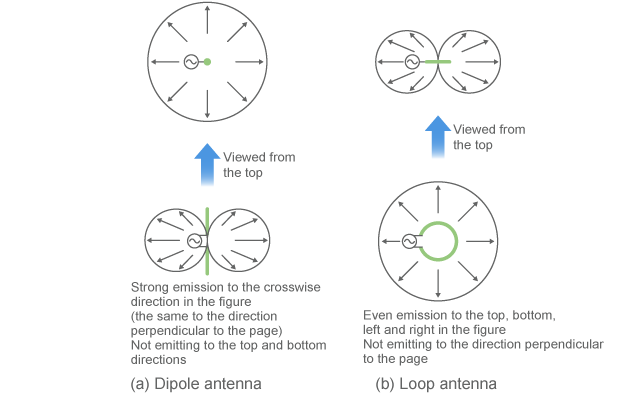 Viewed from
the top
Strong emission to the crosswise
direction in the figure
(the same to the direction
perpendicular to the page)
Not emitting to the top and bottom
directions
(a) Dipole antenna
Viewed from
the top
Even emission to the top, bottom,
left and right in the figure
Not emitting to the direction perpendicular
to the page
(b) Loop antenna